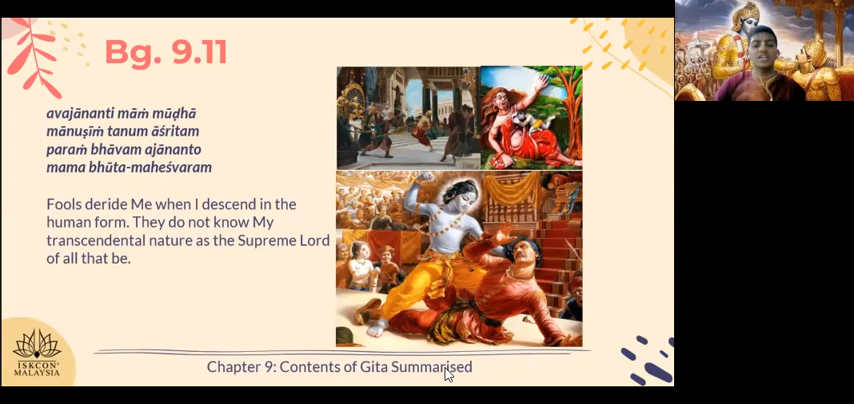 Bg. 9.11
avajānanti māṁ mūḍhā
mānuṣīṁ tanum āśritam
paraṁ bhāvam ajānanto
mama bhūta-maheśvaram
Fools deride Me when I descend in the
human form. They do not know My
transcendental nature as the Supreme Lord
of all that be.
ISKCON
MALAYSIA
Chapter 9: Contents of Gita Summarised